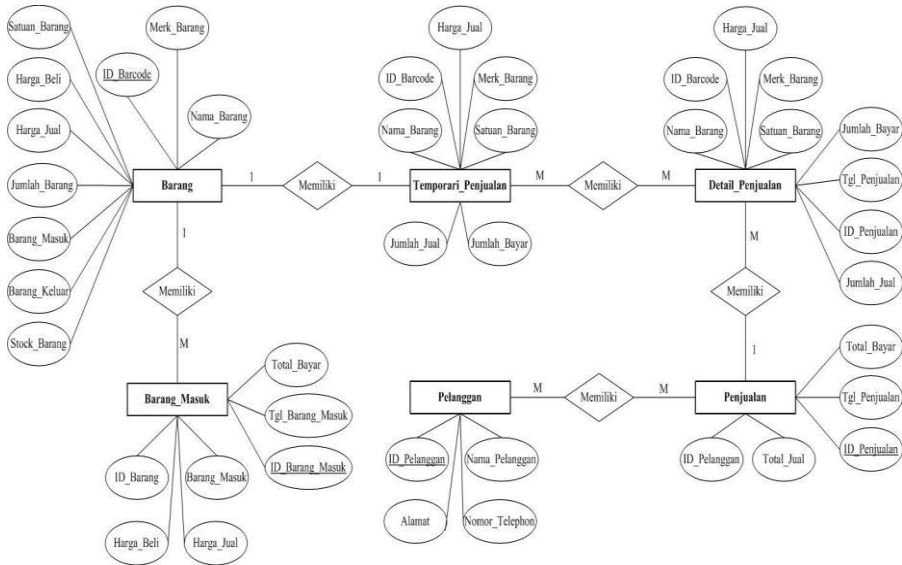 Satuan_Barang
Merk_Barang
Harga_Jual
Harga_Jual
Harga_Beli
ID_Barcode
ID_Barcode
Merk_Barang
ID_Barcode
Merk_Barang
Harga_Jual
Nama_Barang
Nama_Barang
Satuan_Barang
Nama_Barang
Satuan_Barang
Jumlah_Bayar
Jumlah_Barang
Barang
1
Memiliki
1
Temporari_Penjualan
M
Memiliki
M
Detail_Penjualan
Tgl_Penjualan
Barang_Masuk
1
Jumlah_Jual
Jumlah_Bayar
M
ID_Penjualan
Barang_Keluar
Memiliki
Memiliki
Jumlah_Jual
Stock_Barang
M
1
Total_Bayar
Total_Bayar
Barang_Masuk
Tgl_Barang_Masuk
Pelanggan
M
Memiliki
M
Penjualan
Tgl_Penjualan
ID_Barang
Barang_Masuk
ID_Barang_Masuk
ID_Pelanggan
Nama_Pelanggan
ID_Pelanggan
Total_Jual
ID_Penjualan
Harga_Beli
Harga_Jual
Alamat
Nomor_Telephon